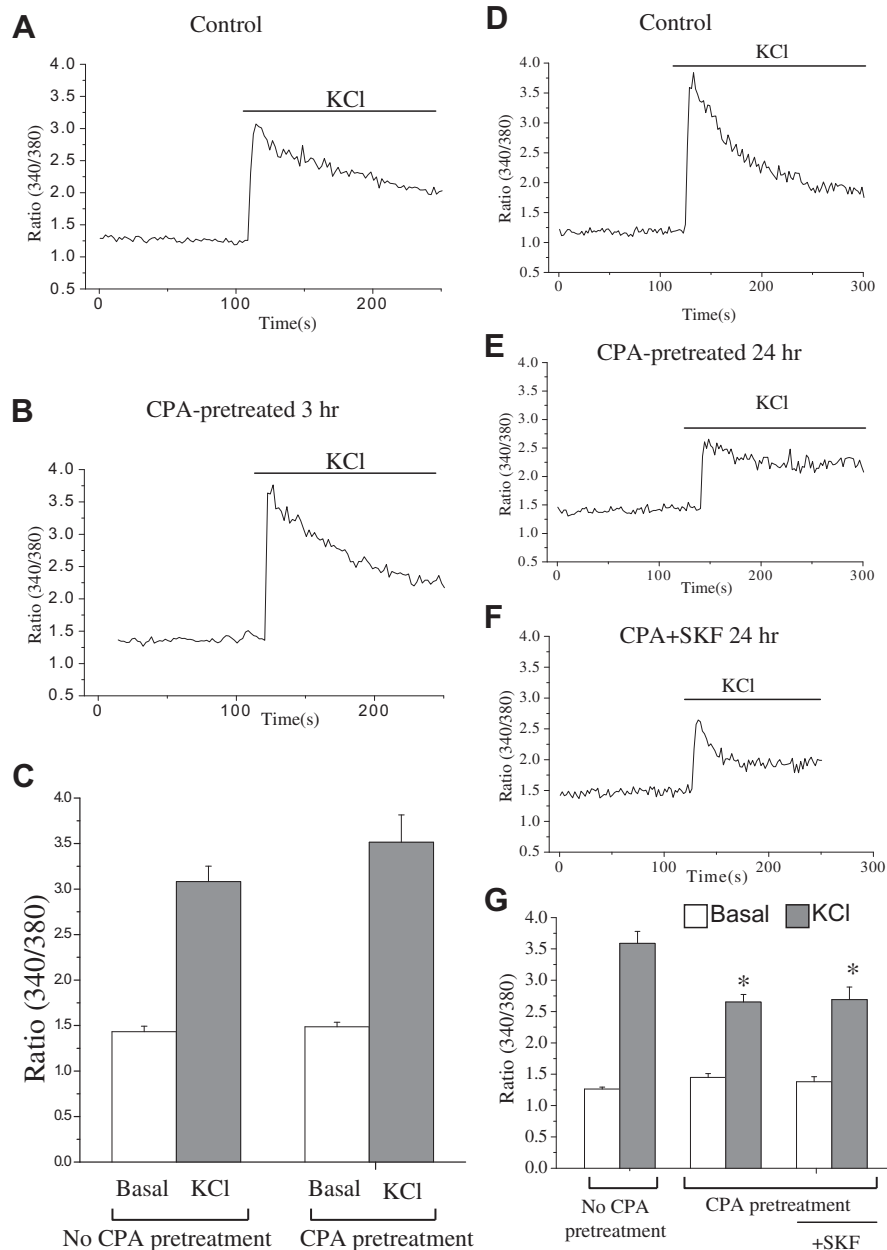 A
Control
KCl
4.0
3.5
3.0
2.5
2.0
1.5
1.0
0.5
Ratio (340/380)
0
100
200
Time(s)
B
CPA-pretreated 3 hr
KCl
4.0
3.5
3.0
2.5
2.0
1.5
1.0
0.5
Ratio (340/380)
0
100
200
Time(s)
C
4.0
3.5
3.0
2.5
2.0
1.5
1.0
0.5
0.0
Ratio (340/380)
Basal KCl Basal KCl
No CPA pretreatment CPA pretreatment
D
Control
KCl
4.0
3.5
3.0
2.5
2.0
1.5
1.0
0.5
Ratio (340/380)
0
100
200
300
Time(s)
E
CPA-pretreated 24 hr
KCl
4.0
3.5
3.0
2.5
2.0
1.5
1.0
0.5
Ratio (340/380)
0
100
200
300
Time(s)
F
CPA+SKF 24 hr
KCl
4.0
3.5
3.0
2.5
2.0
1.5
1.0
0.5
Ratio (340/380)
0
100
200
300
Time(s)
G
Basal KCl
4.0
3.5
3.0
2.5
2.0
1.5
1.0
0.5
0.0
Ratio (340/380)
* *
No CPA
pretreatment
CPA pretreatment
+SKF